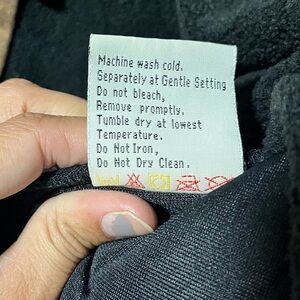 Machine wash cold.
Separately at Gentle Setting
Do not bleach,
Remove promptly.
Tumble dry at lowest
Temperature.
Do Not Iron,
Do Not Dry Clean.